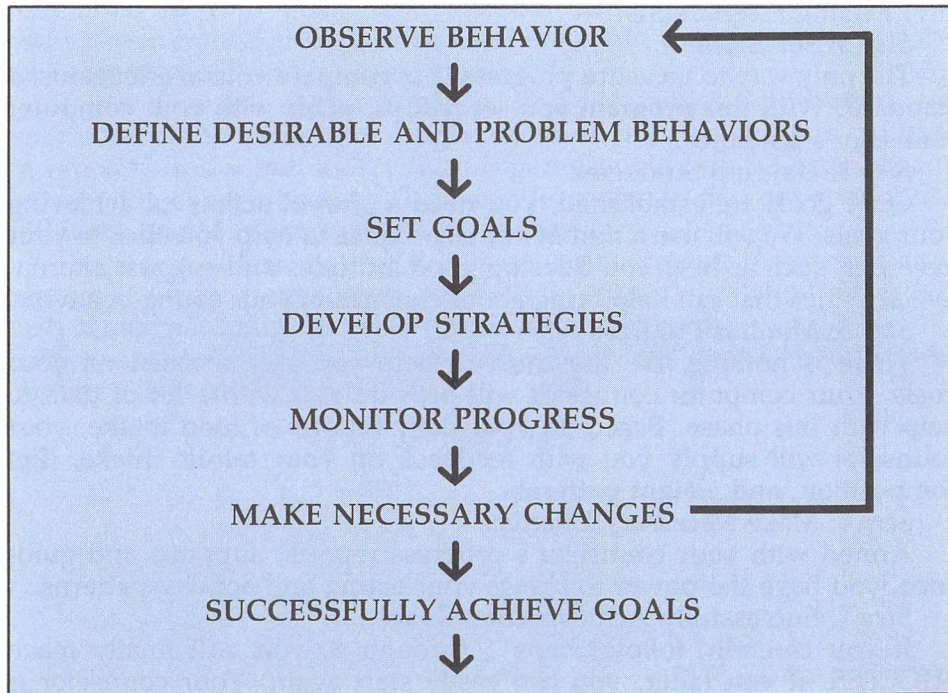 OBSERVE BEHAVIOR
DEFINE DESIRABLE AND PROBLEM BEHAVIORS
SET GOALS
DEVELOP STRATEGIES
MONITOR PROGRESS
MAKE NECESSARY CHANGES
SUCCESSFULLY ACHIEVE GOALS